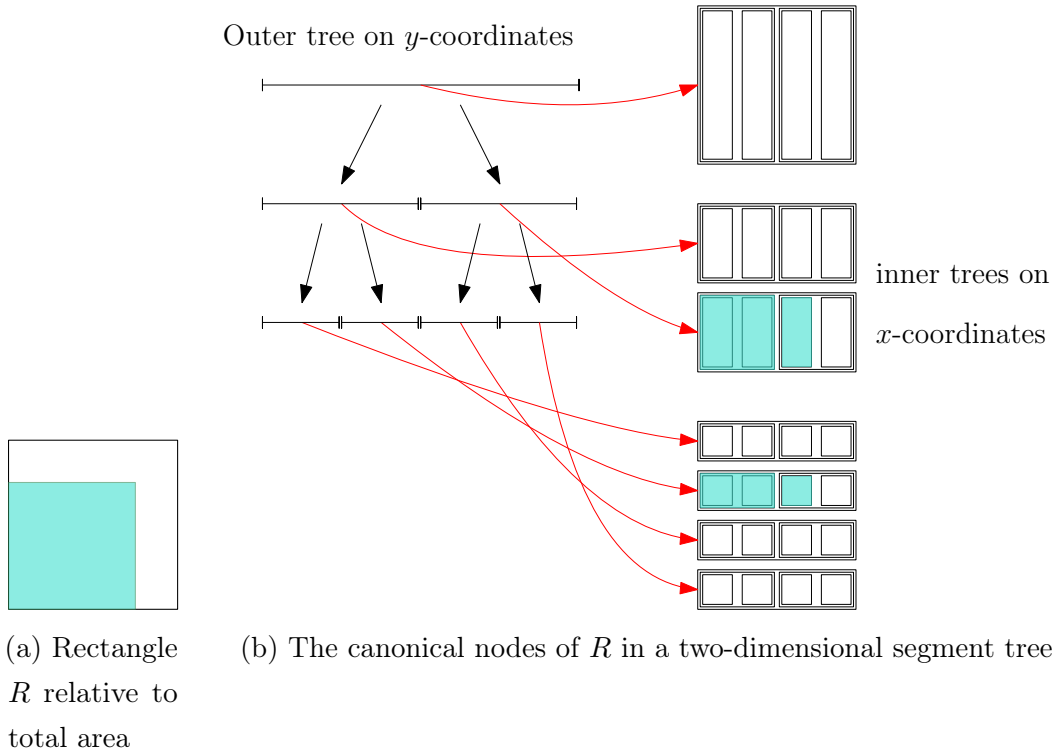 Outer tree on y-coordinates
inner trees on
x-coordinates
(a) Rectangle
R relative to
total area
(b) The canonical nodes of R in a two-dimensional segment tree